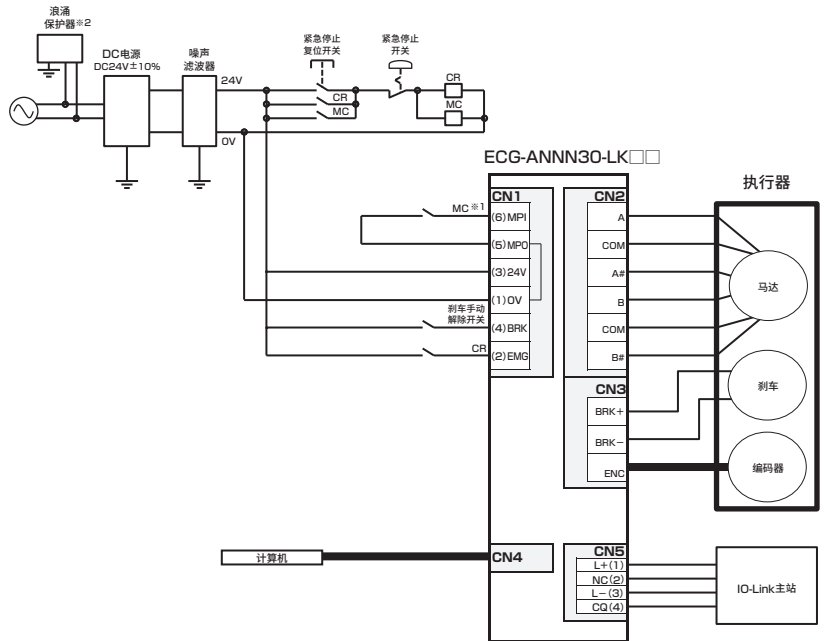 浪涌
保护器※2
DC电源
DC24V±10%
噪声
滤波器
24V
0V
紧急停止
复位开关
紧急停止
开关
CR
MC
CR
MC
ECG-ANNN30-LK□□
执行器
CN1
MC※1
(6)MPI
(5)MPO
(3)24V
(1)0V
刹车手动
解除开关
(4)BRK
CR
(2)EMG
CN2
A
COM
A#
B
COM
B#
CN3
BRK+
BRK-
ENC
马达
刹车
编码器
计算机
CN4
CN5
L+(1)
NC(2)
L-(3)
CQ(4)
IO-Link主站